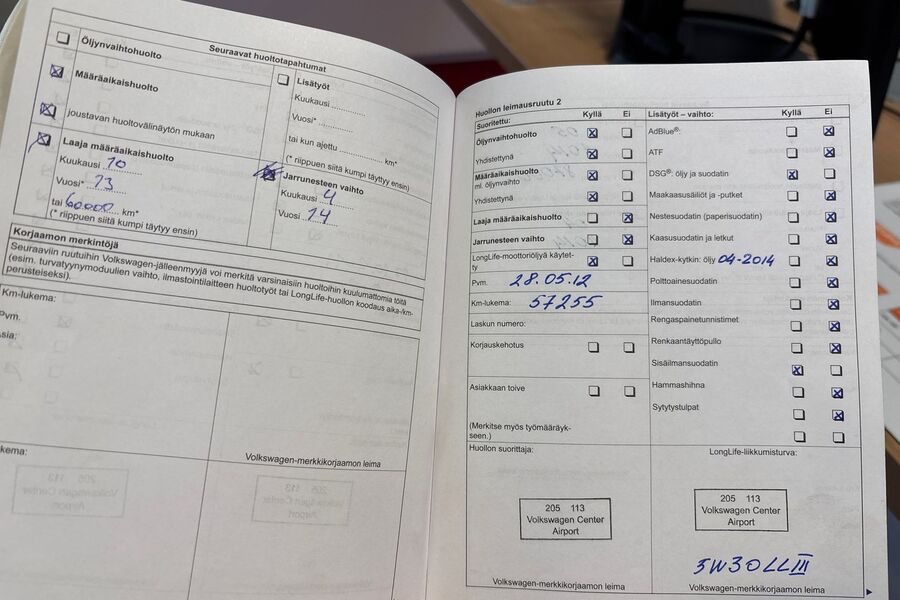 Seuraavat huoltotapahtumat
Öljynvaihtohuolto
Määräaikaishuolto
joustavan huoltovälinäytön mukaan
Laaja määräaikaishuolto
Kuukausi 10
Vuosi* 13
tai 60000 km*
(* riippuen siitä kumpi täyttyy ensin)
Lisätyöt
Kuukausi ..............
Vuosi* ..................
tai kun ajettu .................. km*
(* riippuen siitä kumpi täyttyy ensin)
Jarrunesteen vaihto
Kuukausi 4
Vuosi 14
Korjaamon merkintöjä
Seuraaviin ruutuihin Volkswagen-jälleenmyyjä voi merkitä varsinaisiin huoltoihin kuulumattomia töitä
(esim. turvatyynymoduulien vaihto, ilmastointilaitteen huoltotyöt tai LongLife-huollon koodaus aika-/km-
perusteiseksi).
Km-lukema:
Pvm.
Asia:
Volkswagen-merkkikorjaamon leima
Huollon leimausruutu 2
Suoritettu: Kyllä Ei
Öljynvaihtohuolto
Yhdistettynä
Määräaikaishuolto
ml. öljynvaihto
Yhdistettynä
Laaja määräaikaishuolto
Jarrunesteen vaihto
LongLife-moottoriöljyä käytet-
ty
Pvm. 28.05.12
Km-lukema: 57255
Laskun numero:
Korjauskehotus
Asiakkaan toive
(Merkitse myös työmääräyk-
seen.)
Huollon suorittaja:
205 113
Volkswagen Center
Airport
Volkswagen-merkkikorjaamon leima
Lisätyöt – vaihto: Kyllä Ei
AdBlue®:
ATF
DSG®: öljy ja suodatin
Maakaasusäiliöt ja -putket
Nestesuodatin (paperisuodatin)
Kaasusuodatin ja letkut
Haldex-kytkin: öljy 04-2014
Polttoainesuodatin
Ilmansuodatin
Rengaspainetunnistimet
Renkaantäyttöpullo
Sisäilmansuodatin
Hammashihna
Sytytystulpat
LongLife-liikkumisturva:
205 113
Volkswagen Center
Airport
5W30LLIII
Volkswagen-merkkikorjaamon leima